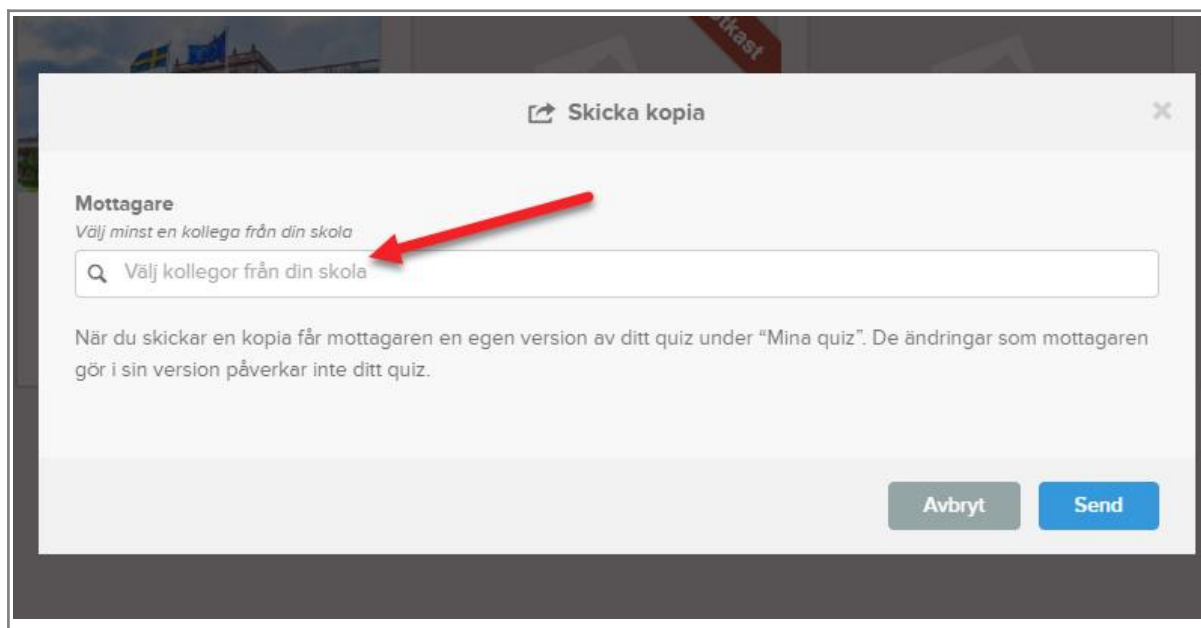 Skicka kopia
Mottagare
Välj minst en kollega från din skola
Välj kollegor från din skola
När du skickar en kopia får mottagaren en egen version av ditt quiz under “Mina quiz”. De ändringar som mottagaren
gör i sin version påverkar inte ditt quiz.
Avbryt Send